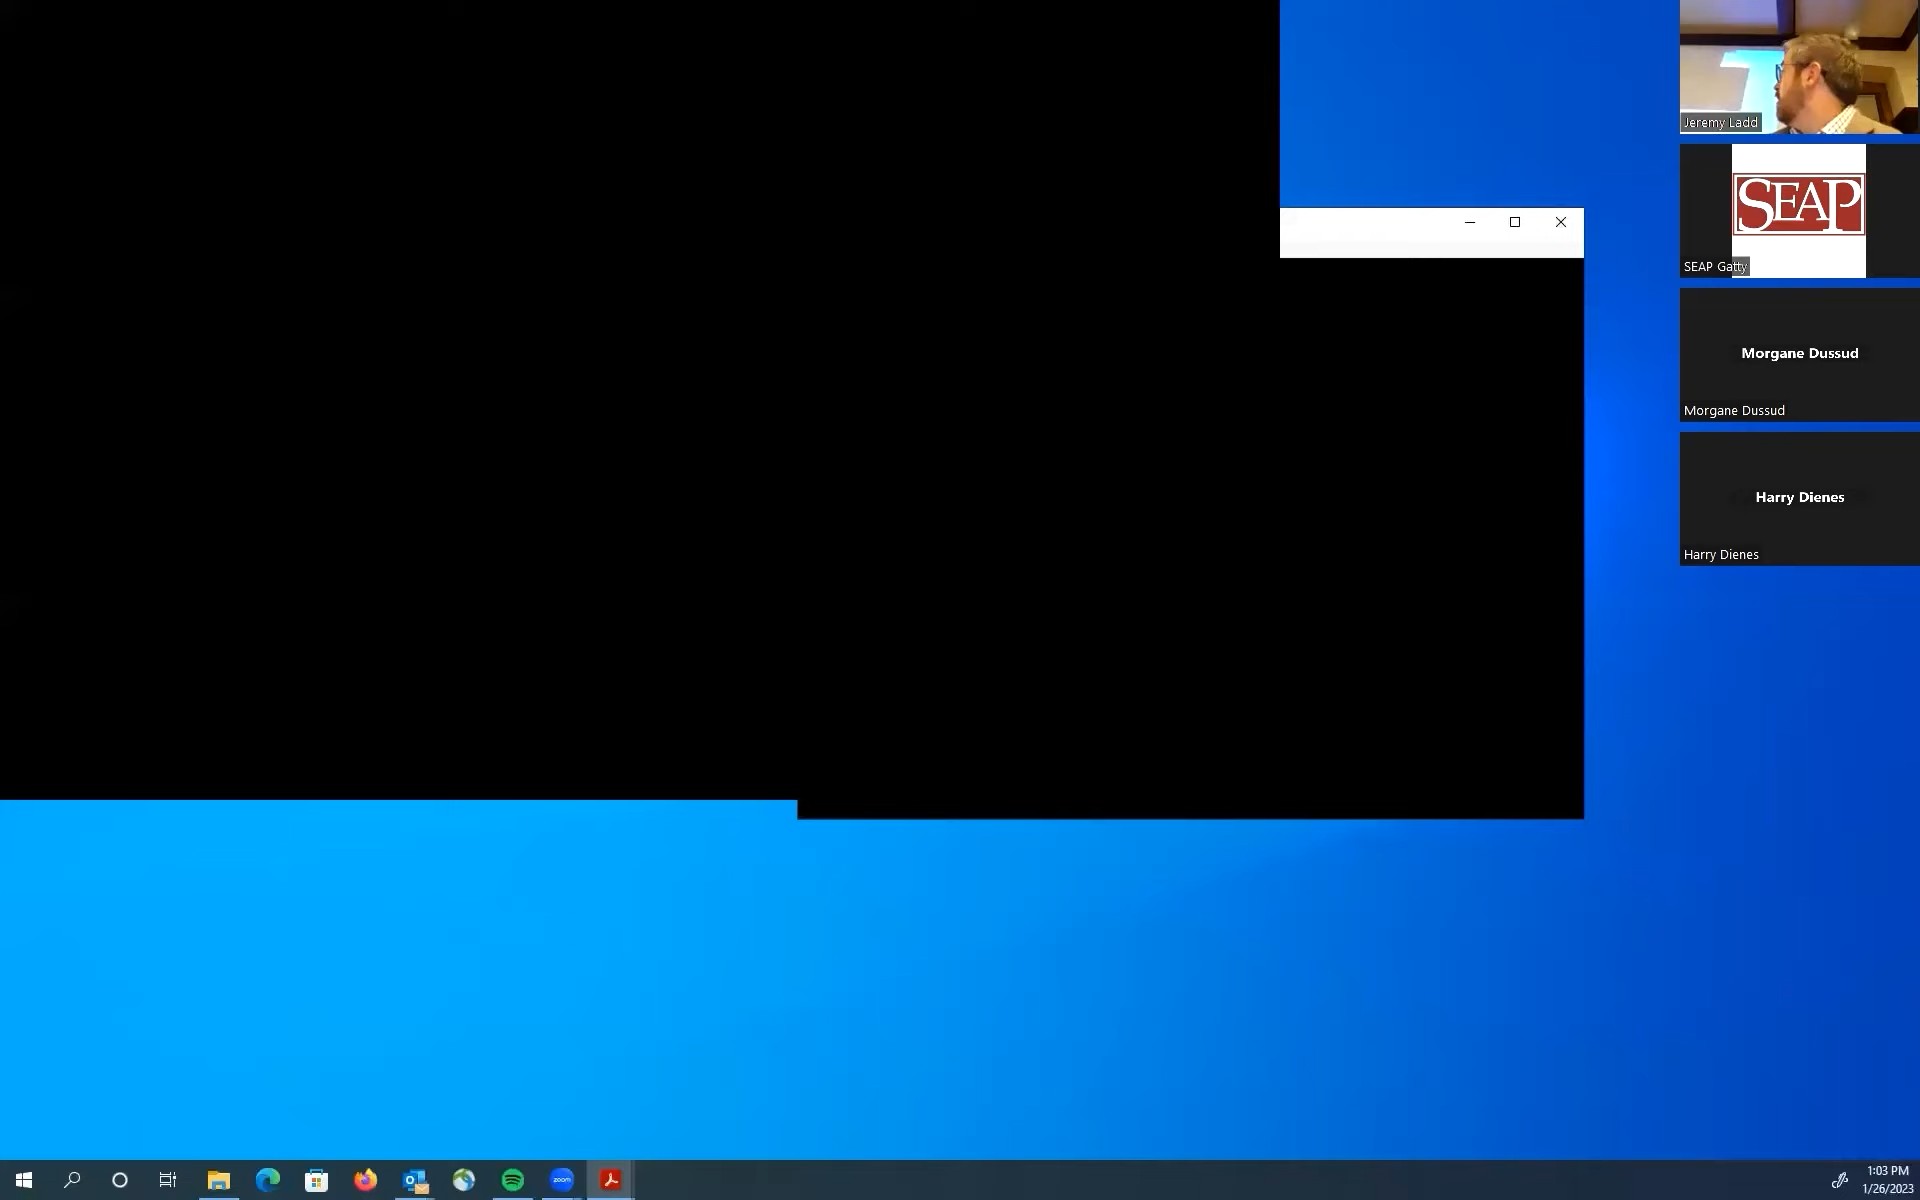 Jeremy Ladd
SEAP
SEAP Gatty
Morgane Dussud
Morgane Dussud
Harry Dienes
Harry Dienes
zoom
1:03 PM
1/26/2023